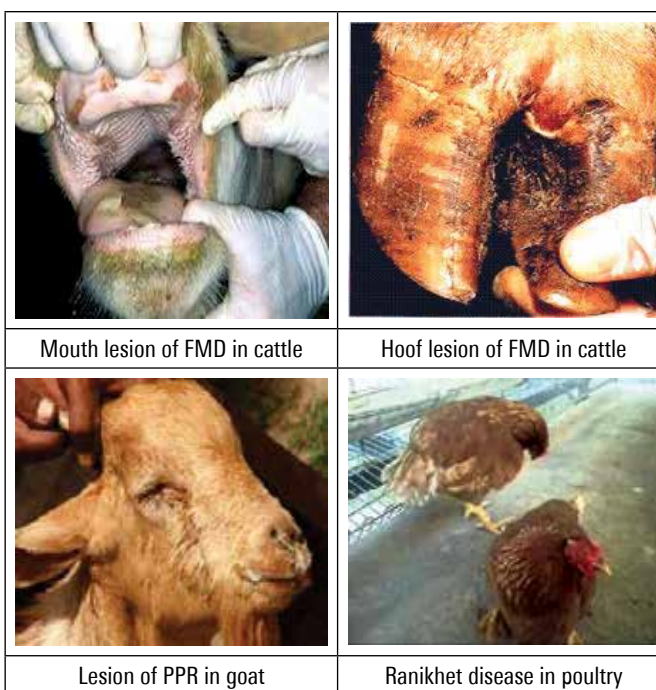 Mouth lesion of FMD in cattle
Hoof lesion of FMD in cattle
Lesion of PPR in goat
Ranikhet disease in poultry